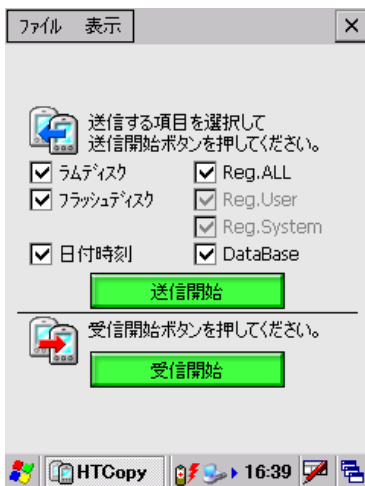 ファイル 表示
送信する項目を選択して
送信開始ボタンを押してください。
ラムディスク Reg.ALL
フラッシュディスク Reg.User
Reg.System
日付時刻 DataBase
送信開始
受信開始ボタンを押してください。
受信開始
HTCopy 16:39